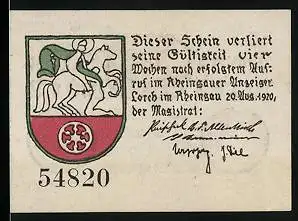 Dieser Schein verliert
seine Gültigkeit vier
Wochen nach erfolgtem Auf=
ruf im Rheingauer Anzeiger
Lorch im Rheingau 20. Aug. 1920,
der Magistrat:
54820